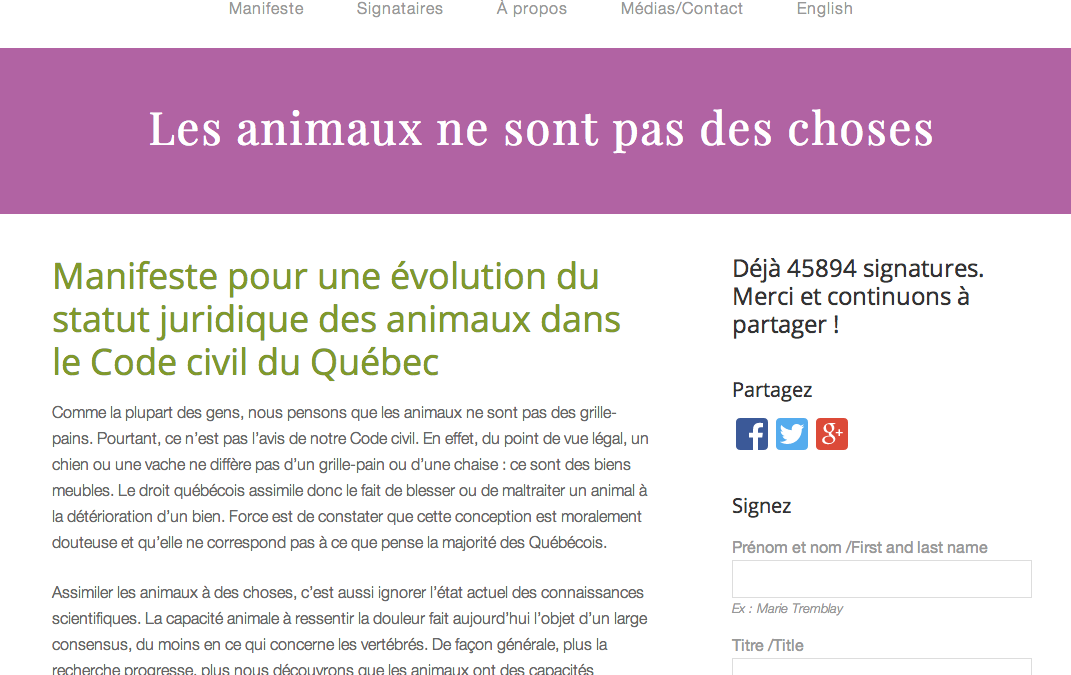 Manifeste Signataires À propos Médias/Contact English
Les animaux ne sont pas des choses
Manifeste pour une évolution du
statut juridique des animaux dans
le Code civil du Québec
Comme la plupart des gens, nous pensons que les animaux ne sont pas des grille-
pains. Pourtant, ce n’est pas l’avis de notre Code civil. En effet, du point de vue légal, un
chien ou une vache ne diffère pas d’un grille-pain ou d’une chaise : ce sont des biens
meubles. Le droit québécois assimile donc le fait de blesser ou de maltraiter un animal à
la détérioration d’un bien. Force est de constater que cette conception est moralement
douteuse et qu’elle ne correspond pas à ce que pense la majorité des Québécois.
Assimiler les animaux à des choses, c’est aussi ignorer l’état actuel des connaissances
scientifiques. La capacité animale à ressentir la douleur fait aujourd’hui l’objet d’un large
consensus, du moins en ce qui concerne les vertébrés. De façon générale, plus la
recherche progresse, plus nous découvrons que les animaux ont des capacités
Déjà 45894 signatures.
Merci et continuons à
partager !
Partagez
f g+
Signez
Prénom et nom /First and last name
Ex : Marie Tremblay
Titre /Title